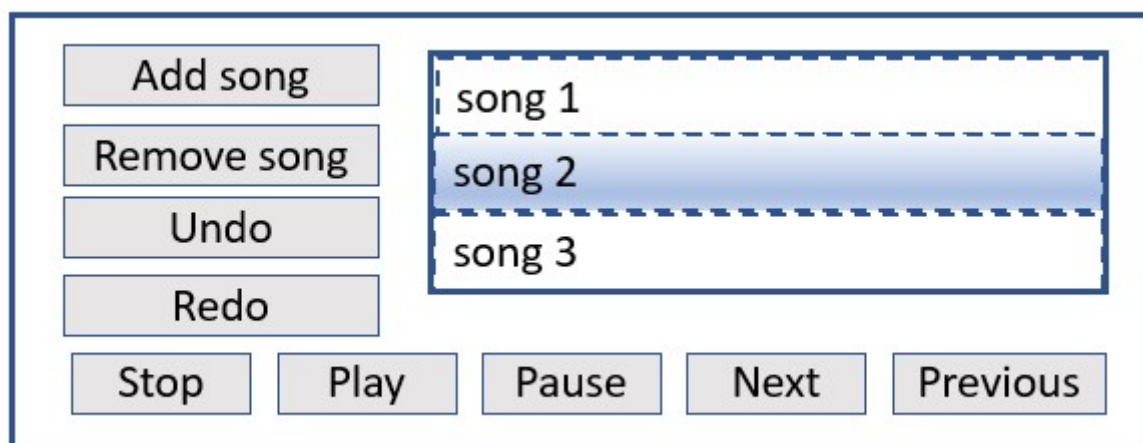 Add song
Remove song
Undo
Redo
song 1
song 2
song 3
Stop
Play
Pause
Next
Previous